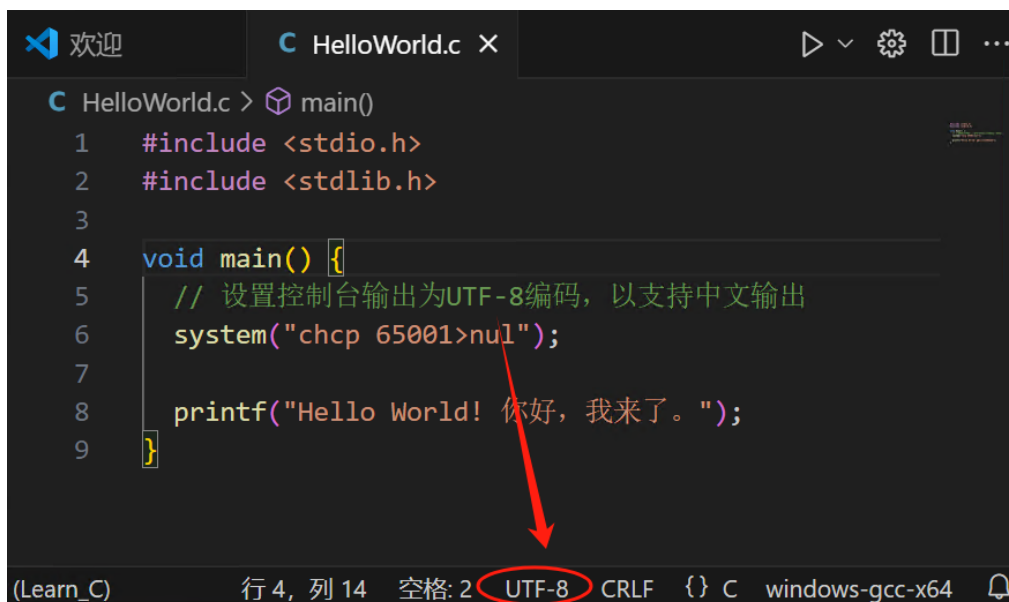 欢迎 HelloWorld.c
HelloWorld.c > main()
1 #include <stdio.h>
2 #include <stdlib.h>
3
4 void main() {
5 // 设置控制台输出为UTF-8编码，以支持中文输出
6 system("chcp 65001>nul");
7
8 printf("Hello World! 你好，我来了。");
9 }
(Learn_C) 行 4，列 14 空格: 2 UTF-8 CRLF {} C windows-gcc-x64